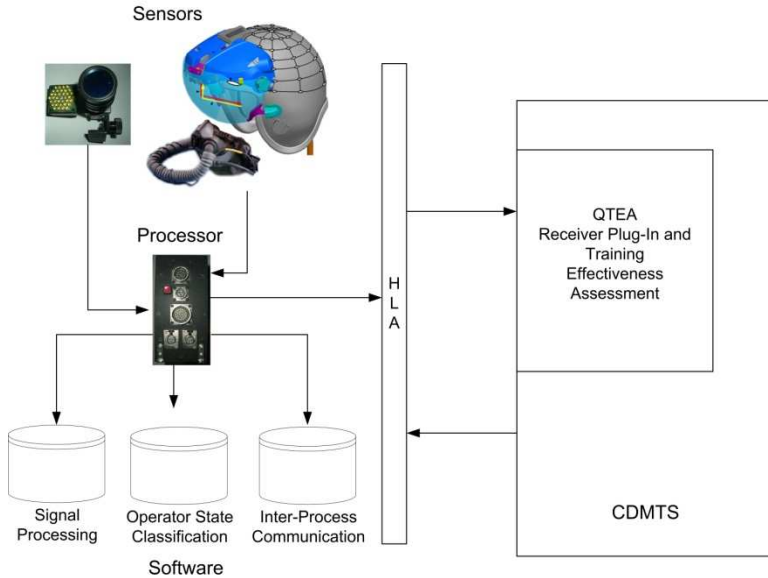 Sensors
Processor
H
L
A
QTEA
Receiver Plug-In and
Training
Effectiveness
Assessment
CDMTS
Signal
Processing
Operator State
Classification
Inter-Process
Communication
Software